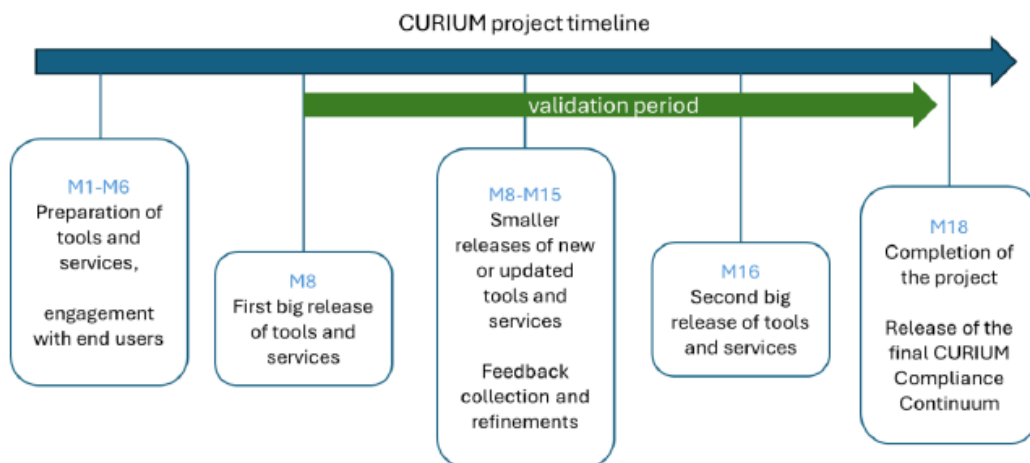 CURIUM project timeline
validation period
M1-M6
Preparation of
tools and
services,
engagement
with end users
M8
First big release
of tools and
services
M8-M15
Smaller
releases of new
or updated
tools and
services
Feedback
collection and
refinements
M16
Second big
release of tools
and services
M18
Completion of
the project
Release of the
final CURIUM
Compliance
Continuum